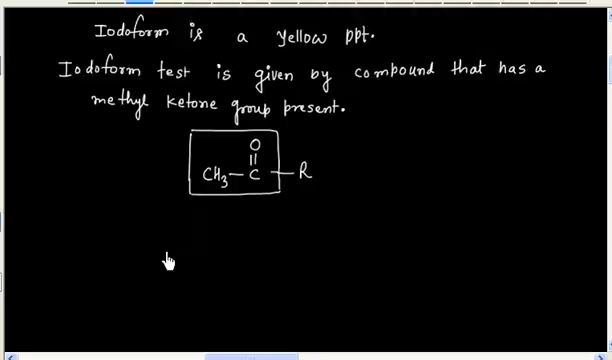 Iodoform is a yellow ppt.
Iodoform test is given by compound that has a
methyl ketone group present.
O
CH₃ — C — R